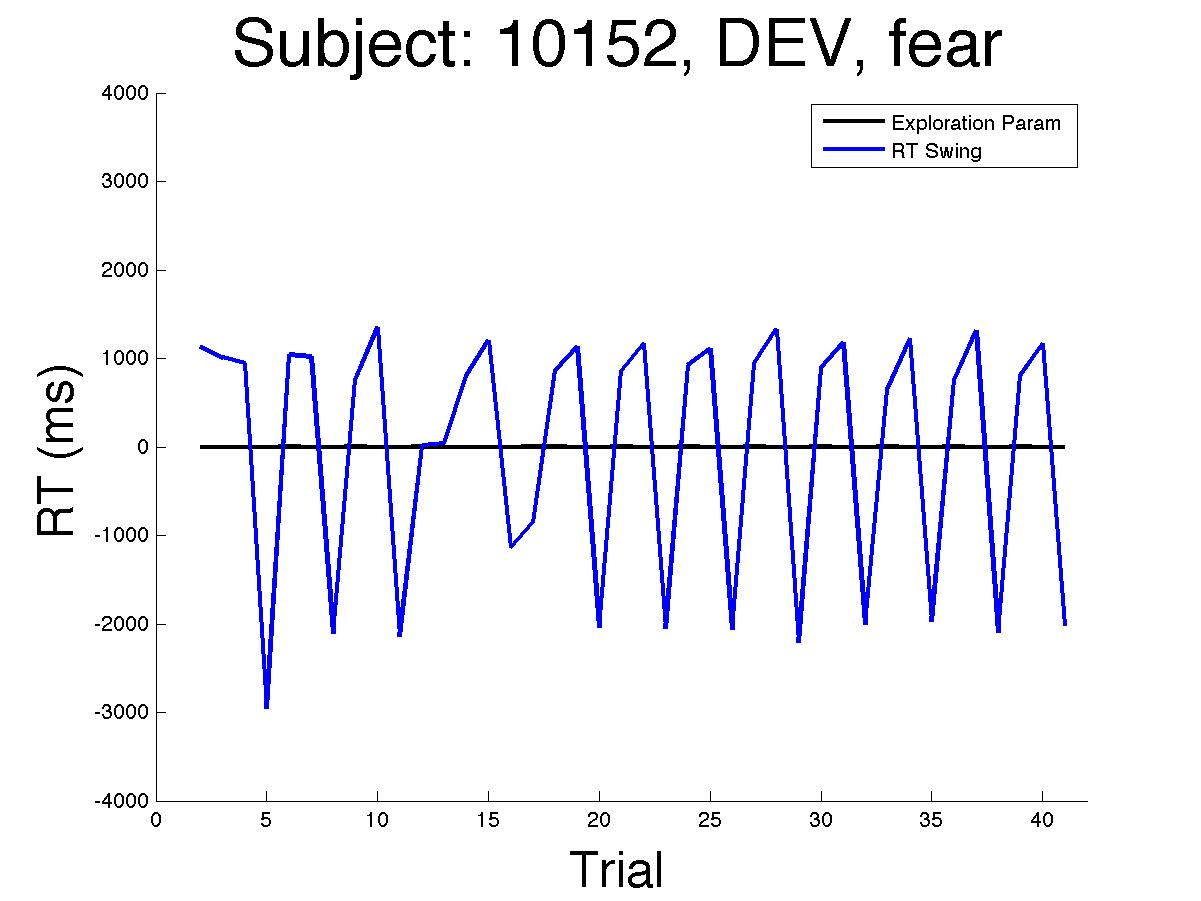 Subject: 10152, DEV, fear
4000
3000
2000
1000
0
-1000
-2000
-3000
-4000
RT (ms)
Exploration Param
RT Swing
0 5 10 15 20 25 30 35 40
Trial